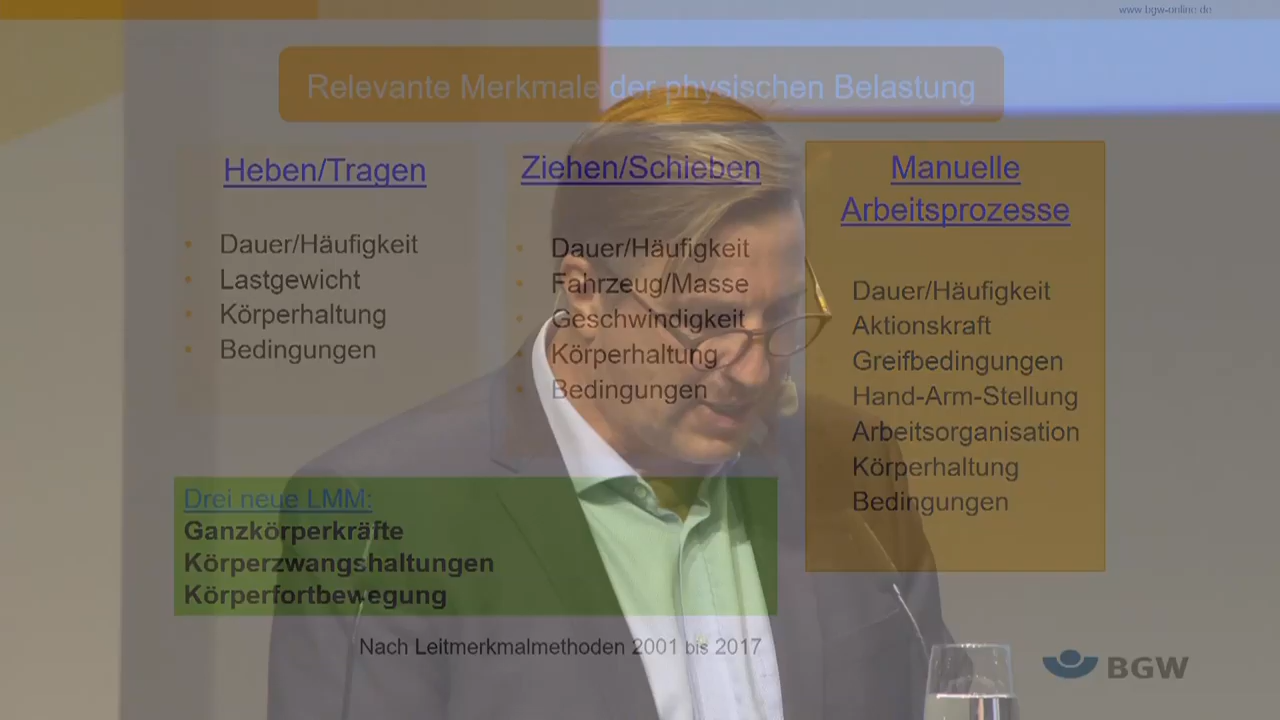 www.bgw-online.de
Relevante Merkmale der physischen Belastung
Heben/Tragen
• Dauer/Häufigkeit
• Lastgewicht
• Körperhaltung
• Bedingungen
Ziehen/Schieben
• Dauer/Häufigkeit
• Fahrzeug/Masse
• Geschwindigkeit
• Körperhaltung
• Bedingungen
Manuelle
Arbeitsprozesse
Dauer/Häufigkeit
Aktionskraft
Greifbedingungen
Hand-Arm-Stellung
Arbeitsorganisation
Körperhaltung
Bedingungen
Drei neue LMM:
Ganzkörperkräfte
Körperzwangshaltungen
Körperfortbewegung
Nach Leitmerkmalmethoden 2001 bis 2017
BGW